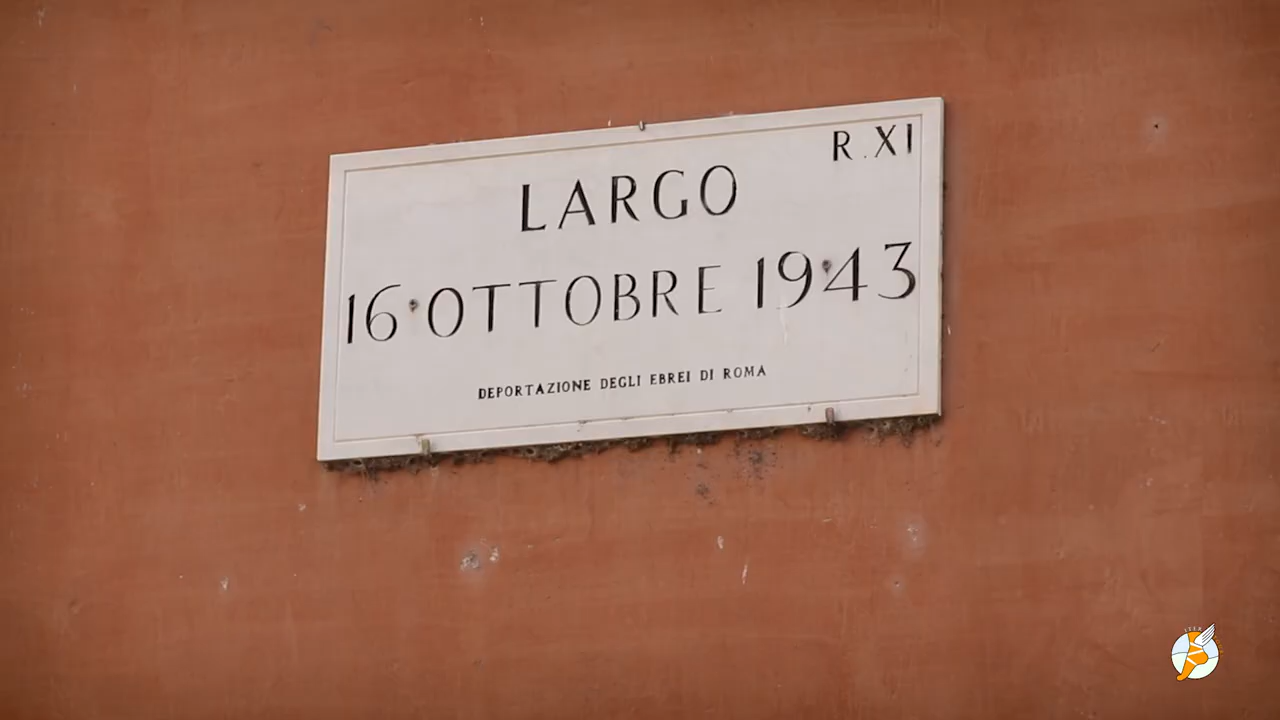 R. XI
LARGO
16 OTTOBRE 1943
DEPORTAZIONE DEGLI EBREI DI ROMA